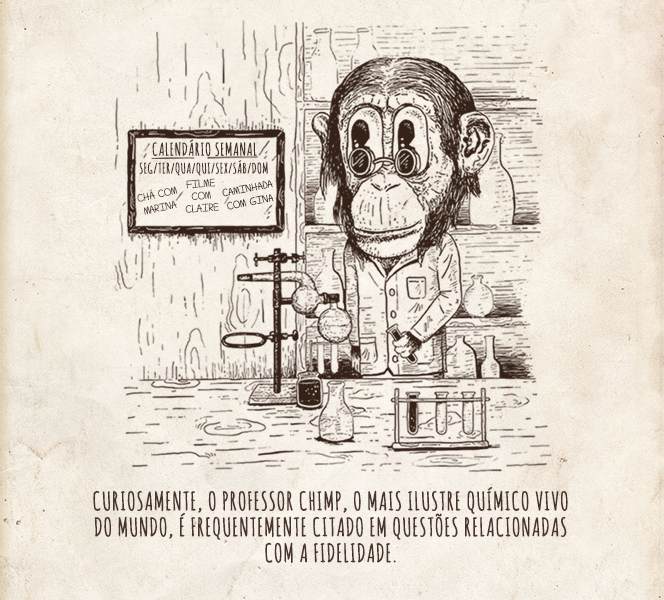 CALENDÁRIO SEMANAL
SEG/TER/QUA/QUI/SEX/SÁB/DOM
CHÁ COM MARINA
FILME COM CLAIRE
CAMINHADA COM GINA
CURIOSAMENTE, O PROFESSOR CHIMP, O MAIS ILUSTRE QUÍMICO VIVO
DO MUNDO, É FREQUENTEMENTE CITADO EM QUESTÕES RELACIONADAS
COM A FIDELIDADE.